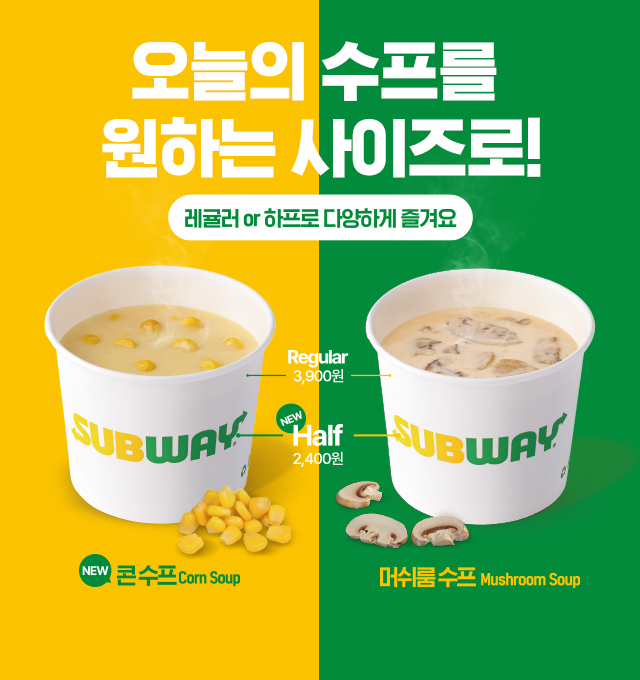 오늘의 수프를
원하는 사이즈로!
레귤러 or 하프로 다양하게 즐겨요
Regular
3,900원
NEW
Half
2,400원
SUBWAY
SUBWAY
NEW 콘 수프 Corn Soup
머쉬룸 수프 Mushroom Soup